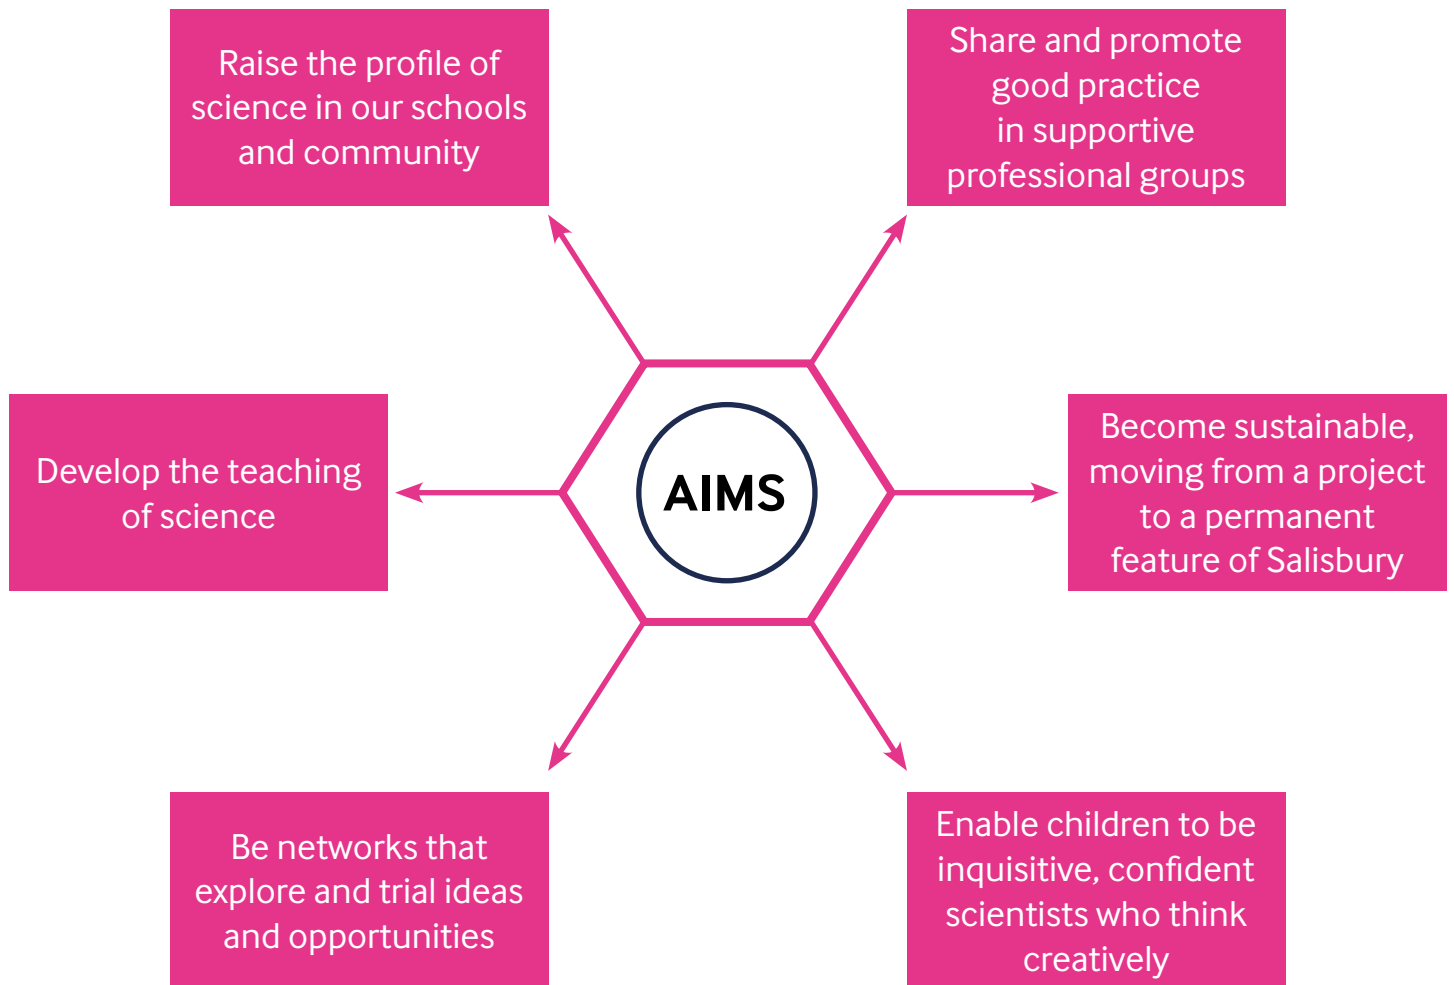 Raise the profile of
science in our schools
and community
Share and promote
good practice
in supportive
professional groups
Develop the teaching
of science
AIMS
Become sustainable,
moving from a project
to a permanent
feature of Salisbury
Be networks that
explore and trial ideas
and opportunities
Enable children to be
inquisitive, confident
scientists who think
creatively